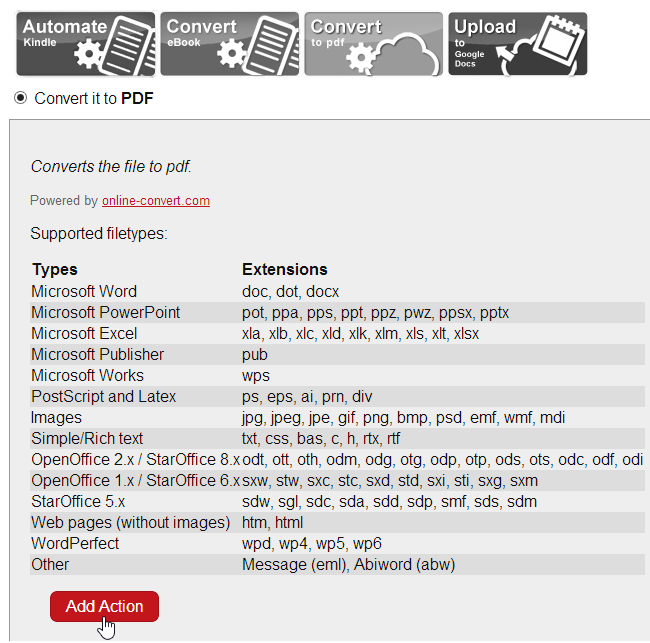 Automate
Kindle
Convert
eBook
Convert
to pdf
Upload
to
Google
Docs
Convert it to PDF
Converts the file to pdf.
Powered by online-convert.com
Supported filetypes:
Types Extensions
Microsoft Word doc, dot, docx
Microsoft PowerPoint pot, ppa, pps, ppt, ppz, pwz, ppsx, pptx
Microsoft Excel xla, xlb, xlc, xld, xlk, xlm, xls, xlt, xlsx
Microsoft Publisher pub
Microsoft Works wps
PostScript and Latex ps, eps, ai, prn, div
Images jpg, jpeg, jpe, gif, png, bmp, psd, emf, wmf, mdi
Simple/Rich text txt, css, bas, c, h, rtx, rtf
OpenOffice 2.x / StarOffice 8.x odt, ott, oth, odm, odg, otg, odp, otp, ods, ots, odc, odf, odi
OpenOffice 1.x / StarOffice 6.x sxw, stw, sxc, stc, sxd, std, sxi, sti, sxg, sxm
StarOffice 5.x sdw, sgl, sdc, sda, sdd, sdp, smf, sds, sdm
Web pages (without images) htm, html
WordPerfect wpd, wp4, wp5, wp6
Other Message (eml), Abiword (abw)
Add Action